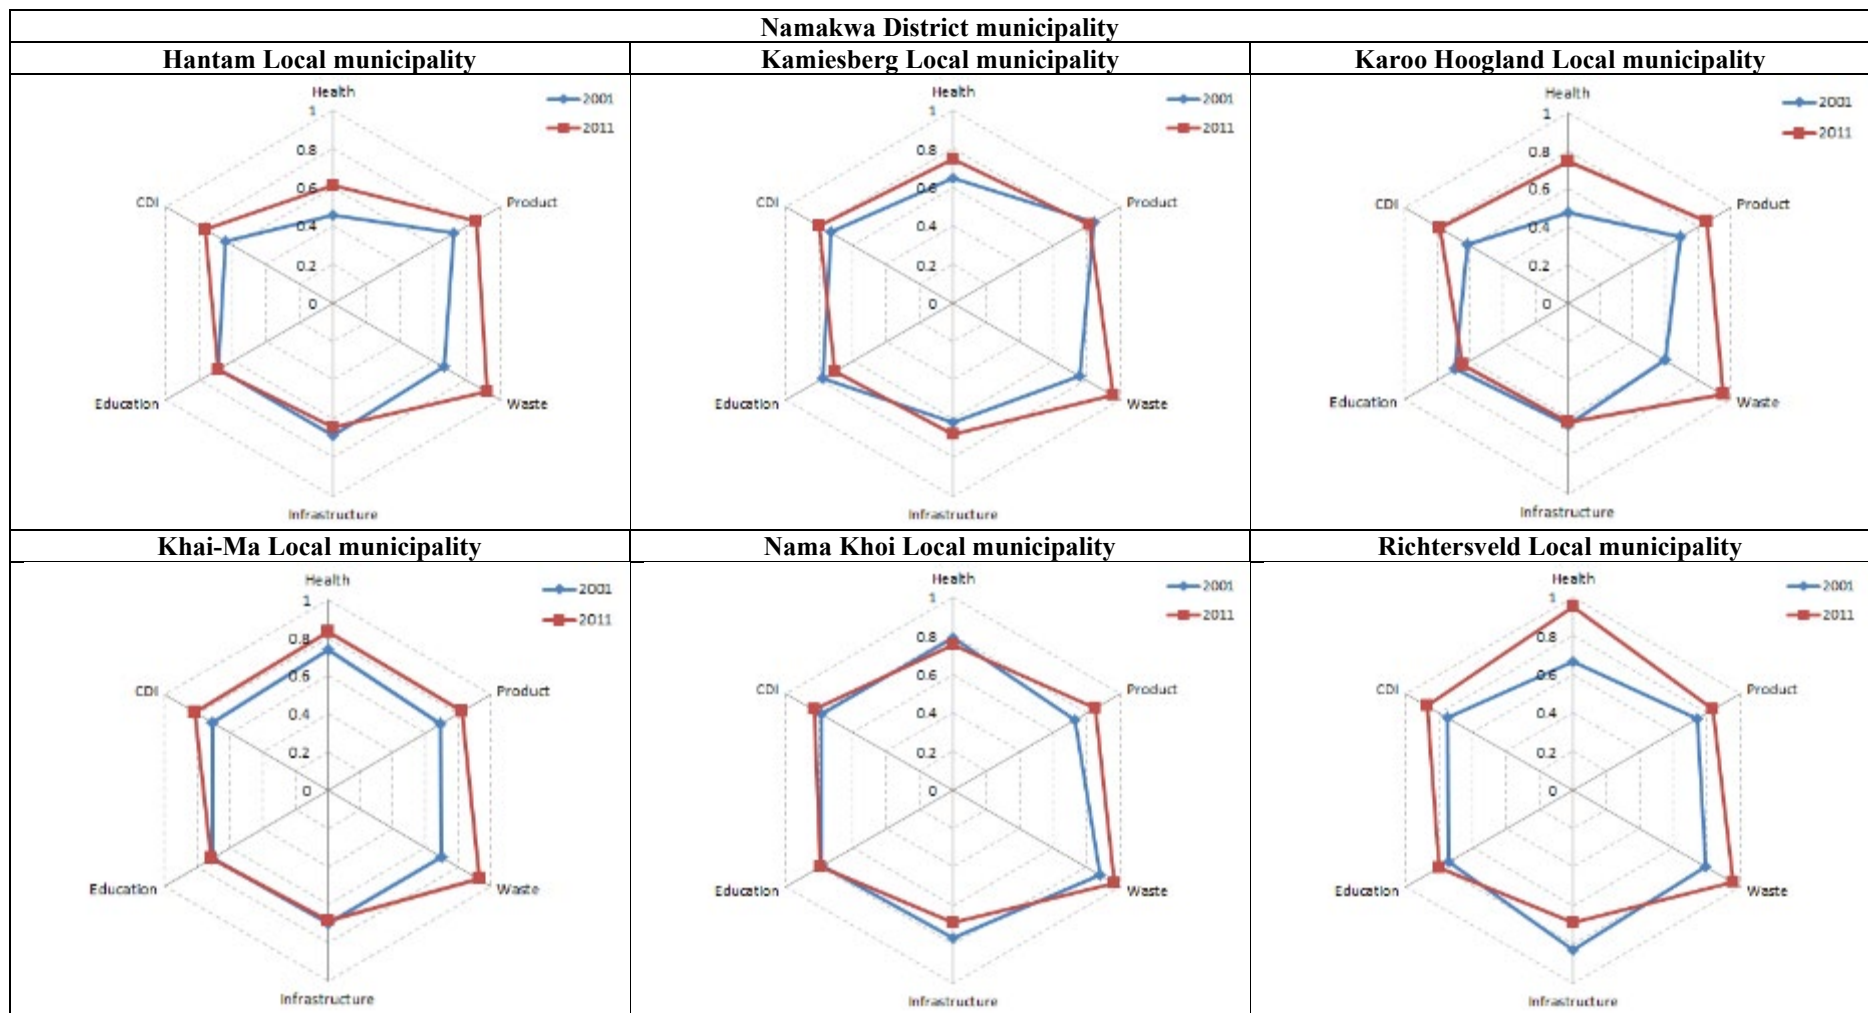 Namakwa District municipality
Hantam Local municipality
Kamiesberg Local municipality
Karoo Hoogland Local municipality
Health
2001
2011
1
0.8
0.6
0.4
0.2
0
CDI
Product
Education
Waste
Infrastructure
Health
2001
2011
1
0.8
0.6
0.4
0.2
0
CDI
Product
Education
Waste
Infrastructure
Health
2001
2011
1
0.8
0.6
0.4
0.2
0
CDI
Product
Education
Waste
Infrastructure
Khai-Ma Local municipality
Nama Khoi Local municipality
Richtersveld Local municipality
Health
2001
2011
1
0.8
0.6
0.4
0.2
0
CDI
Product
Education
Waste
Infrastructure
Health
2001
2011
1
0.8
0.6
0.4
0.2
0
CDI
Product
Education
Waste
Infrastructure
Health
2001
2011
1
0.8
0.6
0.4
0.2
0
CDI
Product
Education
Waste
Infrastructure